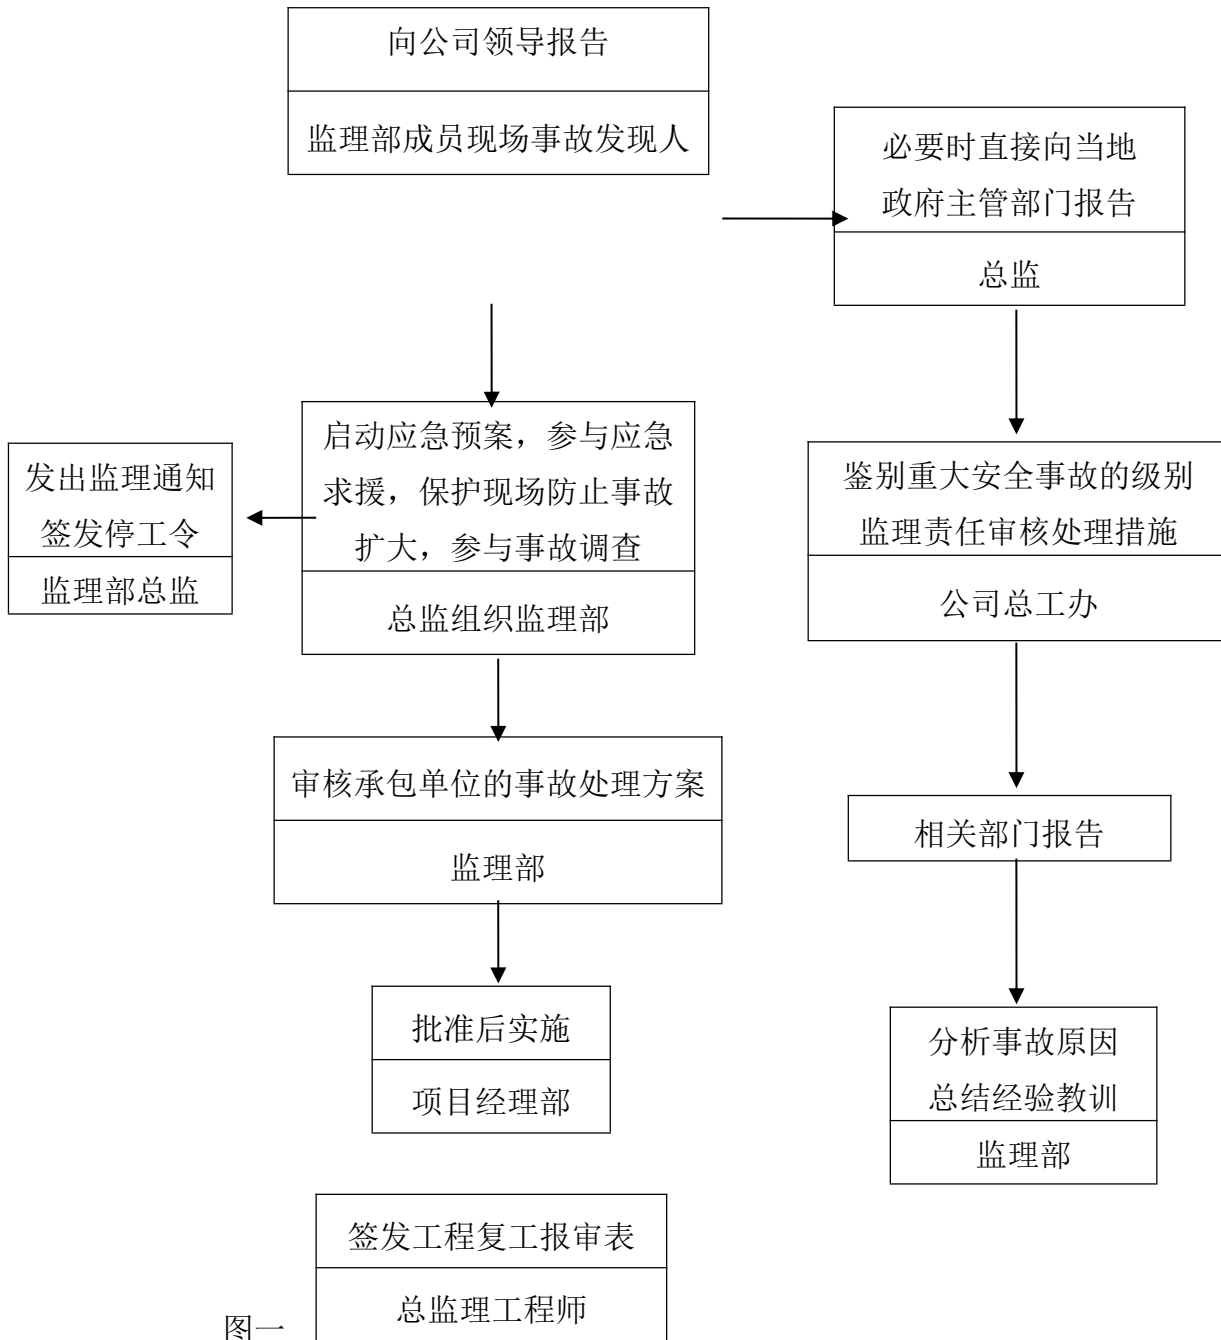 向公司领导报告
监理部成员现场事故发现人
必要时直接向当地
政府主管部门报告
总监
启动应急预案，参与应急
求援，保护现场防止事故
扩大，参与事故调查
总监组织监理部
发出监理通知
签发停工令
监理部总监
鉴别重大安全事故的级别
监理责任审核处理措施
公司总工办
审核承包单位的事故处理方案
监理部
相关部门报告
批准后实施
项目经理部
分析事故原因
总结经验教训
监理部
签发工程复工报审表
总监理工程师
图一